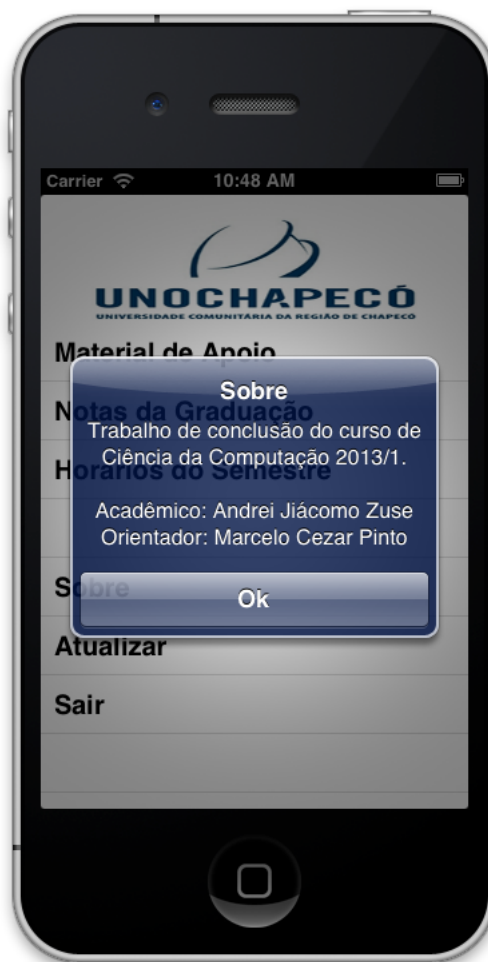 Carrier 10:48 AM
UNOCHAPECÓ
UNIVERSIDADE COMUNITÁRIA DA REGIÃO DE CHAPECÓ
Material de Apoio
Notas da Graduação
Horários do Semestre
Sobre
Trabalho de conclusão do curso de
Ciência da Computação 2013/1.
Acadêmico: Andrei Jiácomo Zuse
Orientador: Marcelo Cezar Pinto
Ok
Sobre
Atualizar
Sair